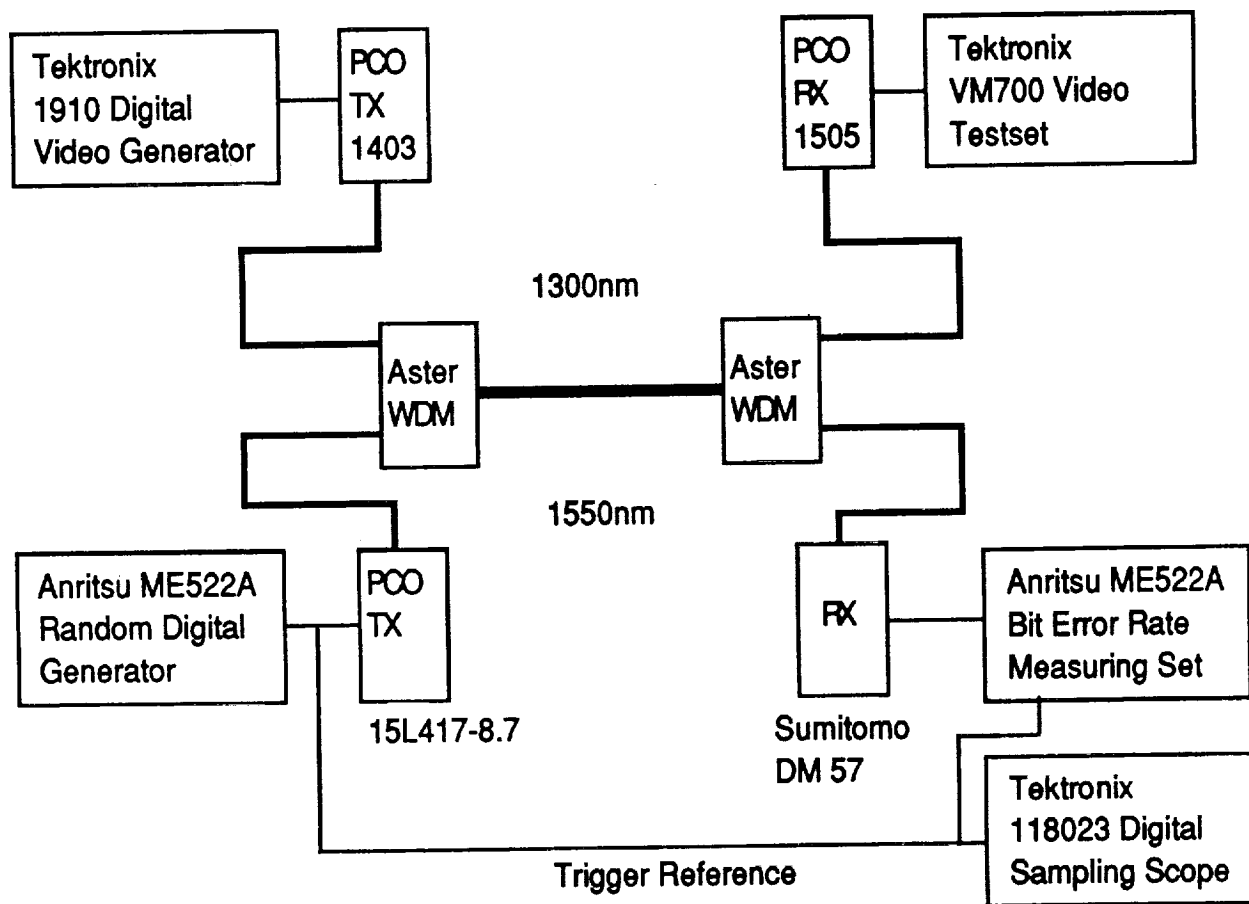 Tektronix
1910 Digital
Video Generator
PCO
TX
1403
PCO
RX
1505
Tektronix
VM700 Video
Testset
1300nm
Aster
WDM
Aster
WDM
1550nm
Anritsu ME522A
Random Digital
Generator
PCO
TX
15L417-8.7
RX
Sumitomo
DM 57
Anritsu ME522A
Bit Error Rate
Measuring Set
Tektronix
118023 Digital
Sampling Scope
Trigger Reference